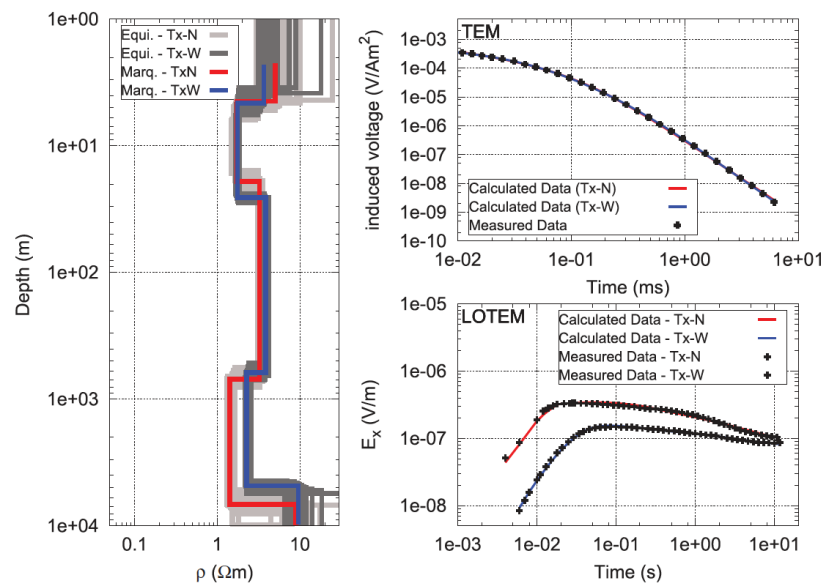 1e+00
1e+01
1e+02
1e+03
1e+04
Depth (m)
0.1 1 10
ρ (Ωm)
Equi. - Tx-N
Equi. - Tx-W
Marq. - TxN
Marq. - TxW
TEM
1e-03
1e-04
1e-05
1e-06
1e-07
1e-08
1e-09
1e-10
induced voltage (V/Am²)
Calculated Data (Tx-N)
Calculated Data (Tx-W)
Measured Data
1e-02 1e-01 1e+00 1e+01
Time (ms)
LOTEM
1e-05
1e-06
1e-07
1e-08
Eₓ (V/m)
Calculated Data - Tx-N
Calculated Data - Tx-W
Measured Data - Tx-N
Measured Data - Tx-W
1e-03 1e-02 1e-01 1e+00 1e+01
Time (s)